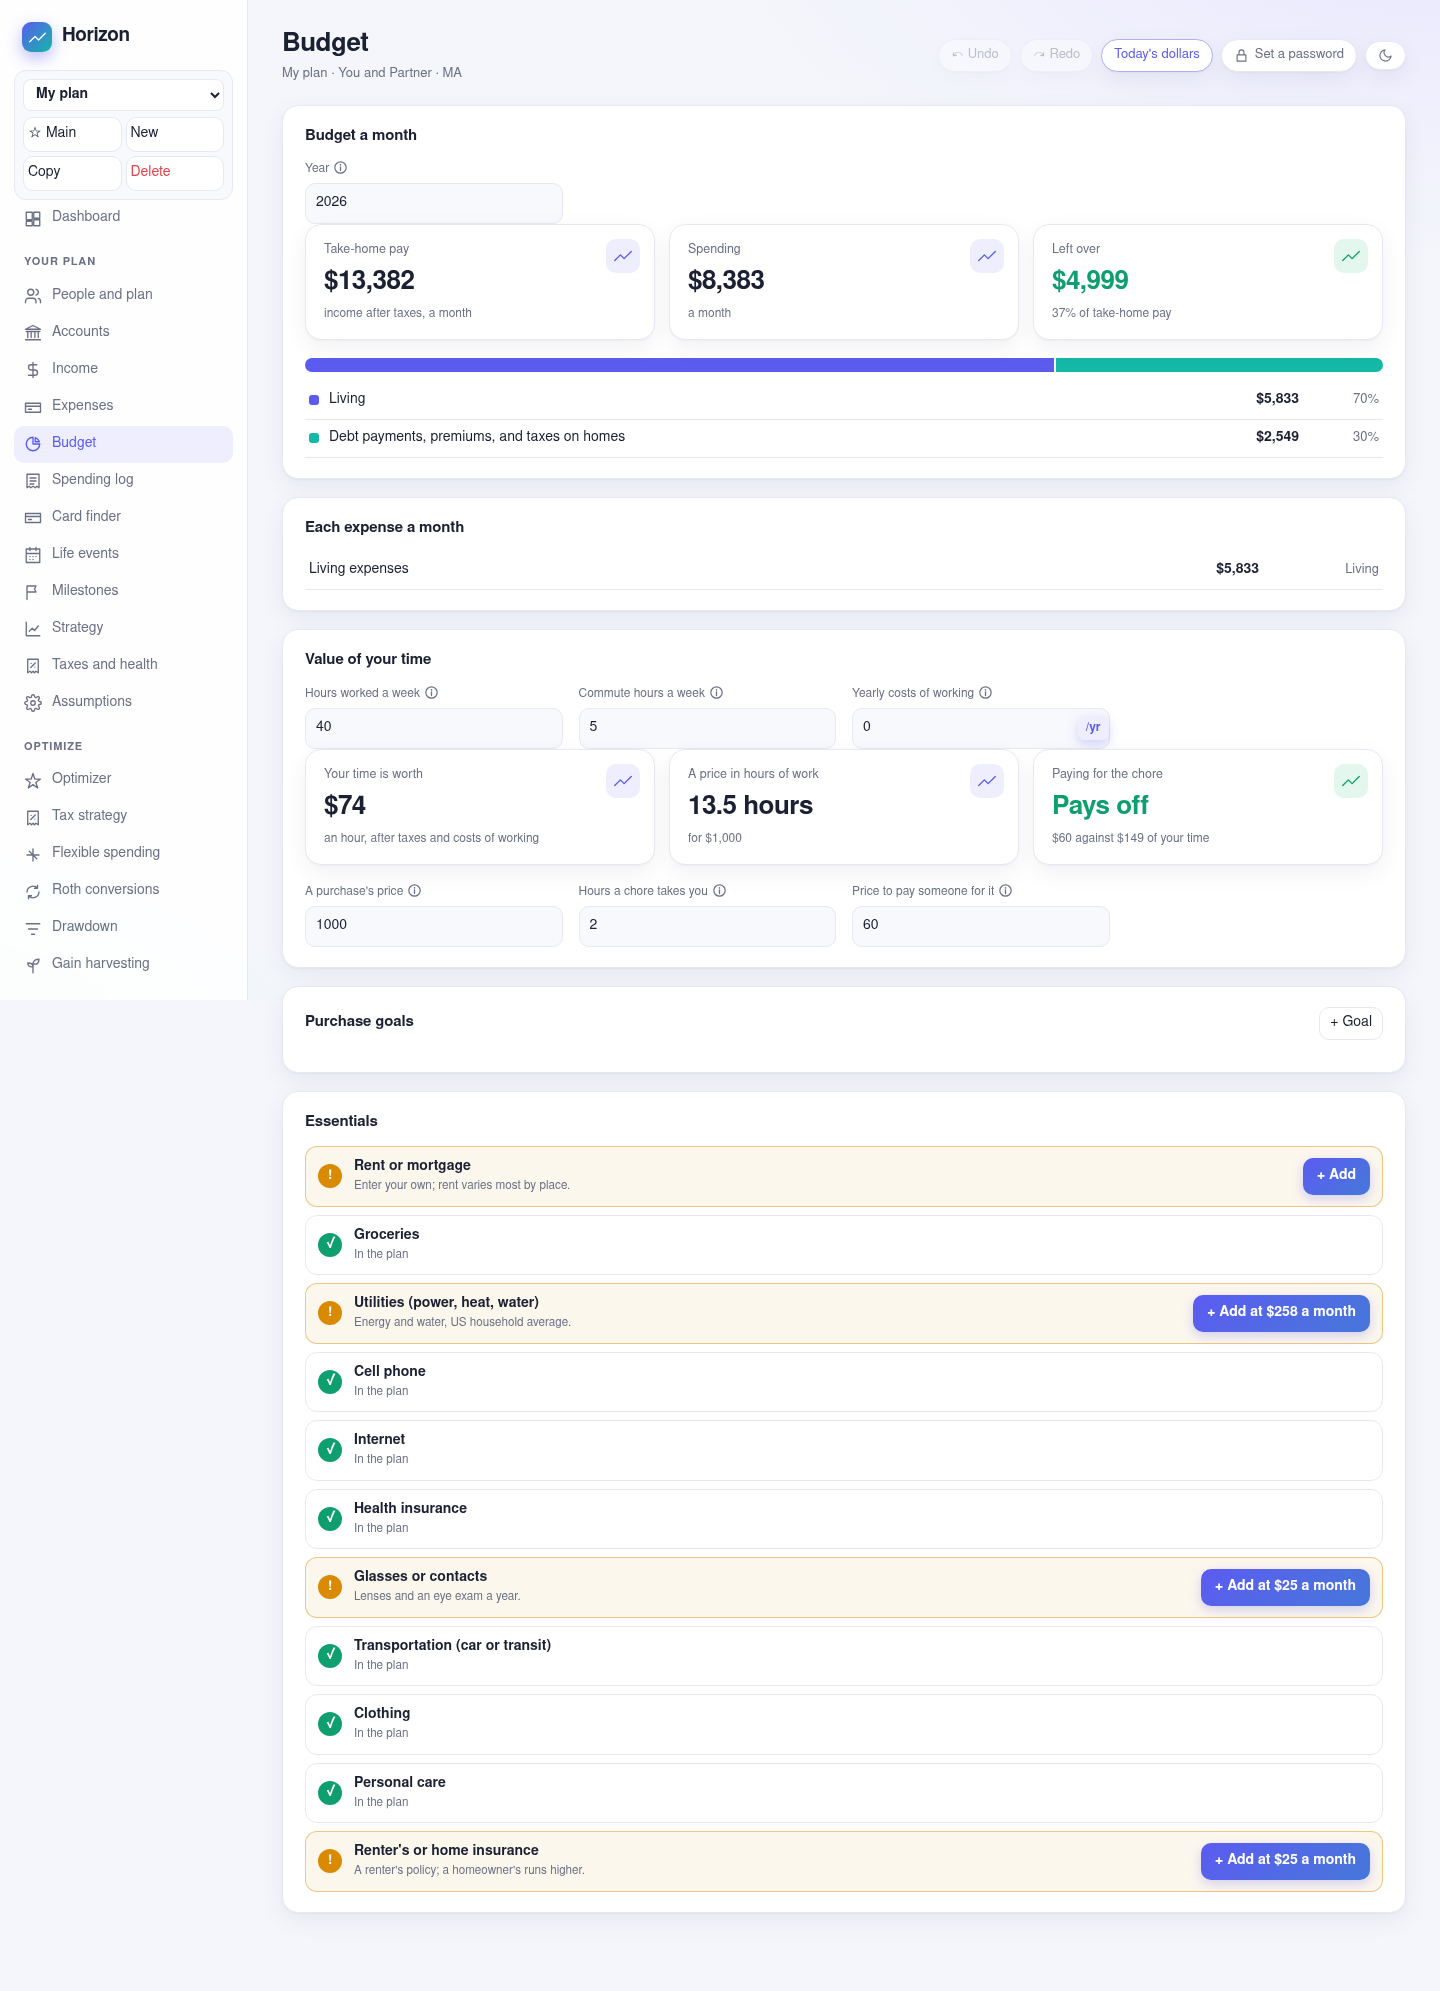 Horizon
My plan
☆ Main
New
Copy
Delete
Dashboard
YOUR PLAN
People and plan
Accounts
Income
Expenses
Budget
Spending log
Card finder
Life events
Milestones
Strategy
Taxes and health
Assumptions
OPTIMIZE
Optimizer
Tax strategy
Flexible spending
Roth conversions
Drawdown
Gain harvesting
Budget
My plan · You and Partner · MA
Undo
Redo
Today's dollars
Set a password
Budget a month
Year
2026
Take-home pay
$13,382
income after taxes, a month
Spending
$8,383
a month
Left over
$4,999
37% of take-home pay
Living $5,833 70%
Debt payments, premiums, and taxes on homes $2,549 30%
Each expense a month
Living expenses $5,833 Living
Value of your time
Hours worked a week
40
Commute hours a week
5
Yearly costs of working
0 /yr
Your time is worth
$74
an hour, after taxes and costs of working
A price in hours of work
13.5 hours
for $1,000
Paying for the chore
Pays off
$60 against $149 of your time
A purchase's price
1000
Hours a chore takes you
2
Price to pay someone for it
60
Purchase goals
+ Goal
Essentials
! Rent or mortgage
Enter your own; rent varies most by place.
+ Add
Groceries
In the plan
! Utilities (power, heat, water)
Energy and water, US household average.
+ Add at $258 a month
Cell phone
In the plan
Internet
In the plan
Health insurance
In the plan
! Glasses or contacts
Lenses and an eye exam a year.
+ Add at $25 a month
Transportation (car or transit)
In the plan
Clothing
In the plan
Personal care
In the plan
! Renter's or home insurance
A renter's policy; a homeowner's runs higher.
+ Add at $25 a month